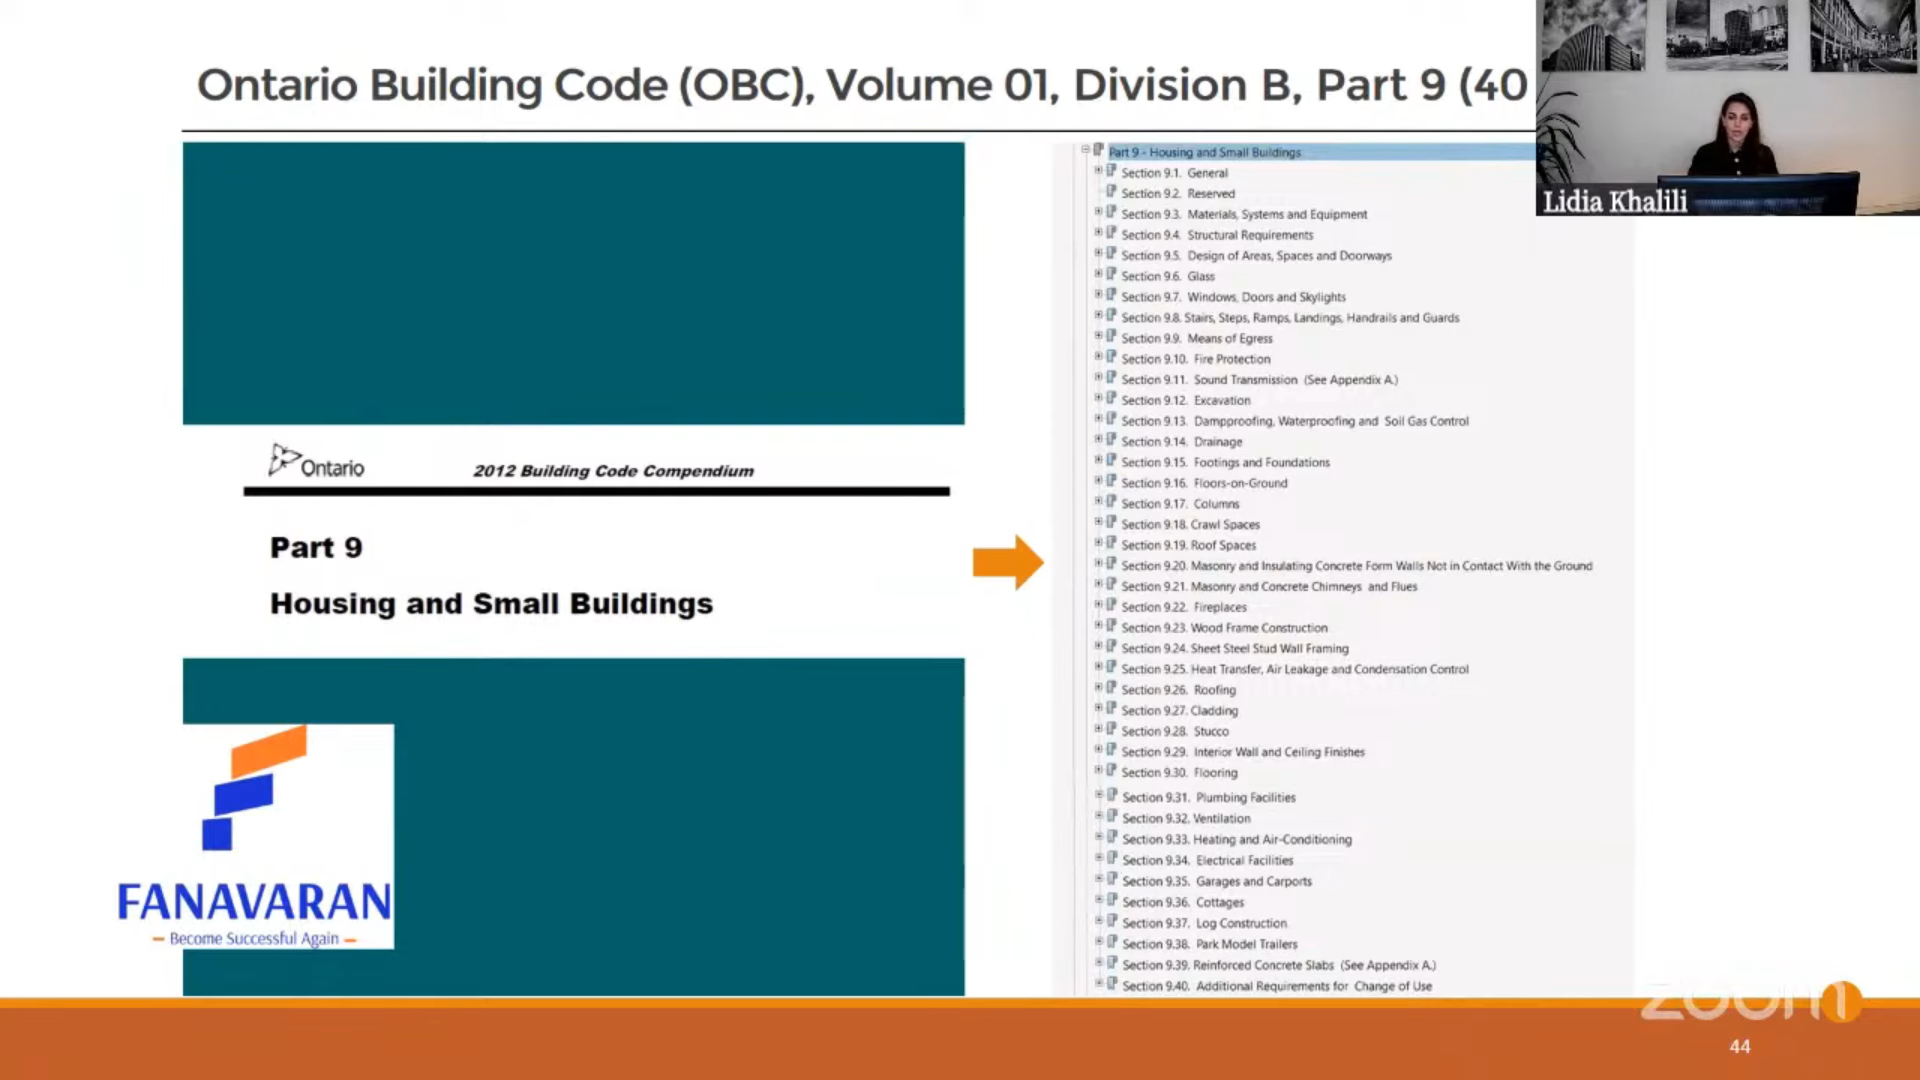 Ontario Building Code (OBC), Volume 01, Division B, Part 9 (40
Lidia Khalili
Ontario
2012 Building Code Compendium
Part 9
Housing and Small Buildings
FANAVARAN
Become Successful Again
Part 9 - Housing and Small Buildings
Section 9.1. General
Section 9.2. Reserved
Section 9.3. Materials, Systems and Equipment
Section 9.4. Structural Requirements
Section 9.5. Design of Areas, Spaces and Doorways
Section 9.6. Glass
Section 9.7. Windows, Doors and Skylights
Section 9.8. Stairs, Steps, Ramps, Landings, Handrails and Guards
Section 9.9. Means of Egress
Section 9.10. Fire Protection
Section 9.11. Sound Transmission (See Appendix A.)
Section 9.12. Excavation
Section 9.13. Dampproofing, Waterproofing and Soil Gas Control
Section 9.14. Drainage
Section 9.15. Footings and Foundations
Section 9.16. Floors-on-Ground
Section 9.17. Columns
Section 9.18. Crawl Spaces
Section 9.19. Roof Spaces
Section 9.20. Masonry and Insulating Concrete Form Walls Not in Contact With the Ground
Section 9.21. Masonry and Concrete Chimneys and Flues
Section 9.22. Fireplaces
Section 9.23. Wood Frame Construction
Section 9.24. Sheet Steel Stud Wall Framing
Section 9.25. Heat Transfer, Air Leakage and Condensation Control
Section 9.26. Roofing
Section 9.27. Cladding
Section 9.28. Stucco
Section 9.29. Interior Wall and Ceiling Finishes
Section 9.30. Flooring
Section 9.31. Plumbing Facilities
Section 9.32. Ventilation
Section 9.33. Heating and Air-Conditioning
Section 9.34. Electrical Facilities
Section 9.35. Garages and Carports
Section 9.36. Cottages
Section 9.37. Log Construction
Section 9.38. Park Model Trailers
Section 9.39. Reinforced Concrete Slabs (See Appendix A.)
Section 9.40. Additional Requirements for Change of Use
zoom
44